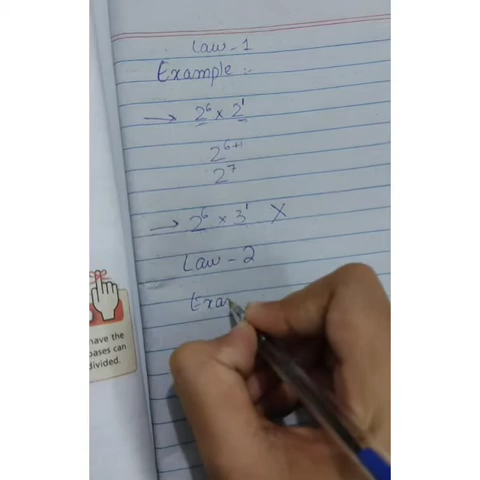 Law - 1
Example :-
→ 2⁶ × 2¹
2⁶⁺¹
2⁷
→ 2⁶ × 3¹ X
Law - 2
Exa
have the
bases can
divided.